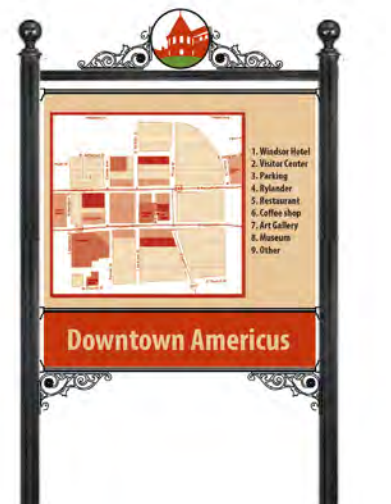 1. Windsor Hotel
2. Visitor Center
3. Parking
4. Rylander
5. Restaurant
6. Coffee shop
7. Art Gallery
8. Museum
9. Other
Downtown Americus